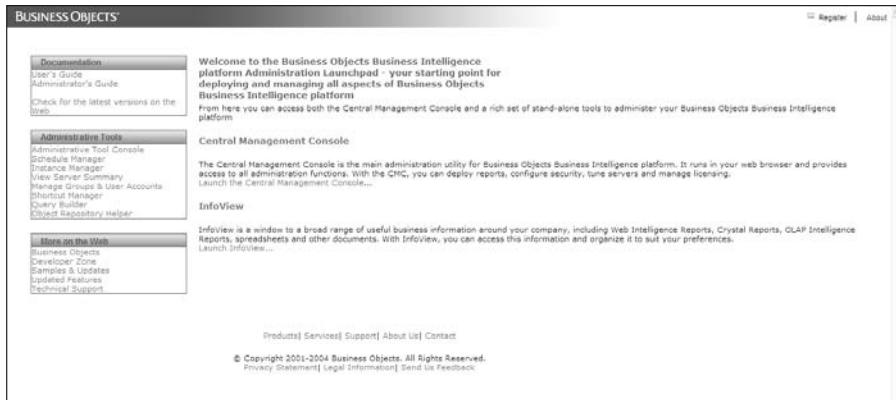 BUSINESS OBJECTS
Register | About
Documentation
User's Guide
Administrator's Guide
Check for the latest versions on the
Web
Administrative Tools
Administrative Tool Console
Schedule Manager
Instance Manager
View Server Summary
Manage Groups & User Accounts
Shortcut Manager
Query Builder
Object Repository Helper
More on the Web
Business Objects
Developer Zone
Samples & Updates
Updated Features
Technical Support
Welcome to the Business Objects Business Intelligence
platform Administration Launchpad - your starting point for
deploying and managing all aspects of Business Objects
Business Intelligence platform
From here you can access both the Central Management Console and a rich set of stand-alone tools to administer your Business Objects Business Intelligence
platform
Central Management Console
The Central Management Console is the main administration utility for Business Objects Business Intelligence platform. It runs in your web browser and provides
access to all administration functions. With the CMC, you can deploy reports, configure security, tune servers and manage licensing.
Launch the Central Management Console...
InfoView
InfoView is a window to a broad range of useful business information around your company, including Web Intelligence Reports, Crystal Reports, OLAP Intelligence
Reports, spreadsheets and other documents. With InfoView, you can access this information and organize it to suit your preferences.
Launch InfoView...
Products| Services| Support| About Us| Contact
© Copyright 2001-2004 Business Objects. All Rights Reserved.
Privacy Statement| Legal Information| Send Us Feedback